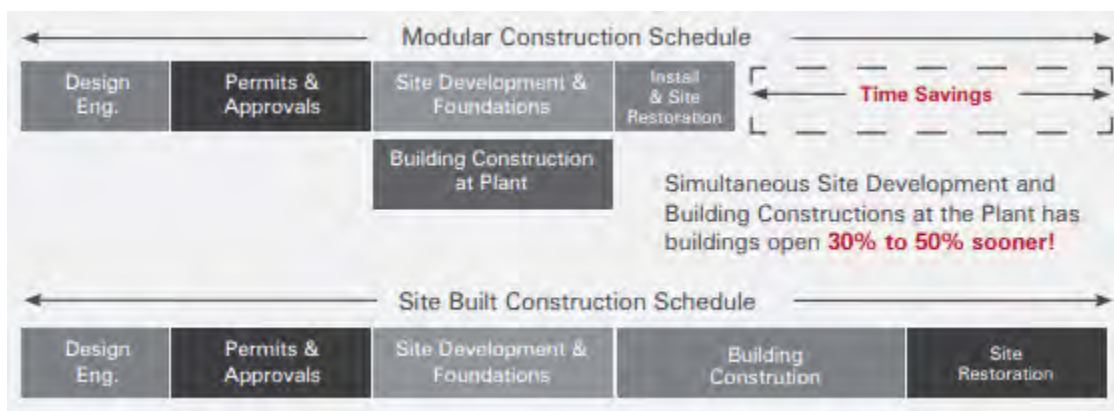 Modular Construction Schedule
Design
Eng.
Permits &
Approvals
Site Development &
Foundations
Install
& Site
Restoration
Time Savings
Building Construction
at Plant
Simultaneous Site Development and
Building Constructions at the Plant has
buildings open 30% to 50% sooner!
Site Built Construction Schedule
Design
Eng.
Permits &
Approvals
Site Development &
Foundations
Building
Constrution
Site
Restoration